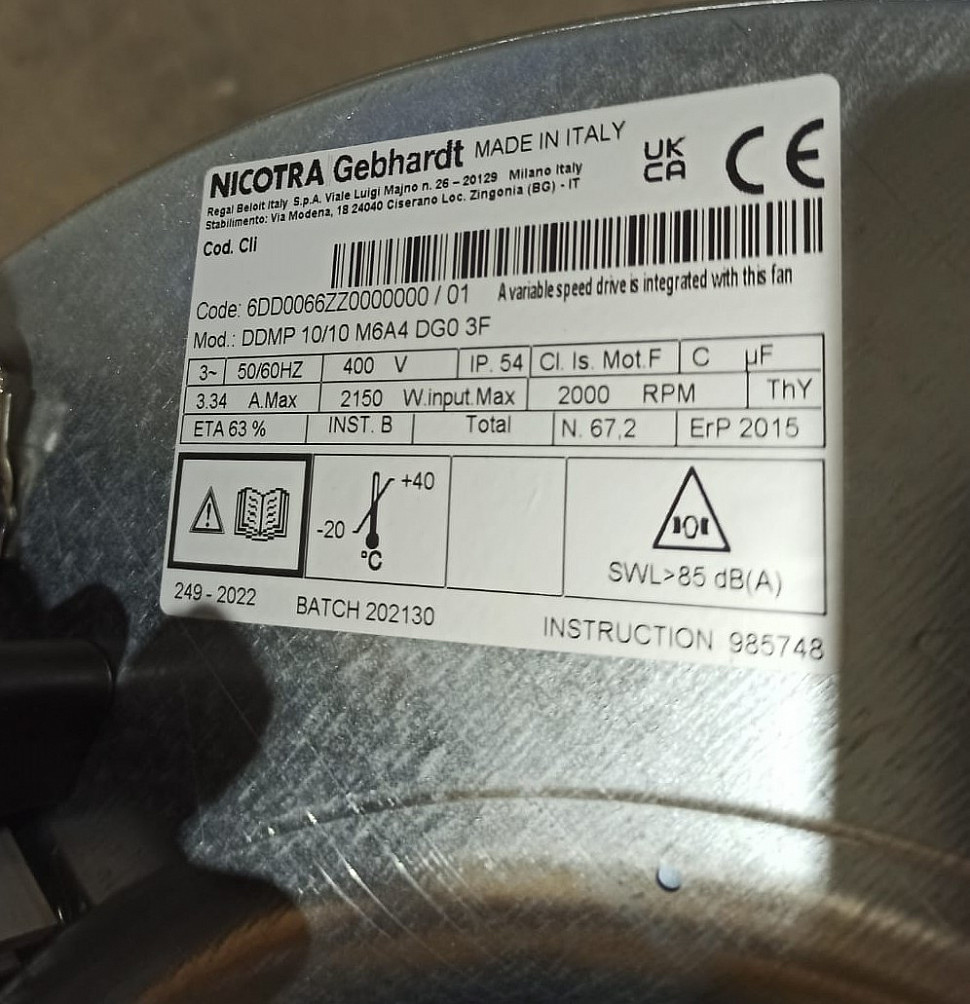 NICOTRA Gebhardt MADE IN ITALY UK CA CE
Regal Beloit Italy S.p.A. Viale Luigi Majno n. 26 – 20129 Milano Italy
Stabilimento: Via Modena, 18 24040 Ciserano Loc. Zingonia (BG) - IT
Cod. Cli
Code: 6DD0066ZZ0000000 / 01 A variable speed drive is integrated with this fan
Mod.: DDMP 10/10 M6A4 DG0 3F
3~ 50/60HZ 400 V IP. 54 Cl. Is. Mot.F C µF
3.34 A.Max 2150 W.input.Max 2000 RPM ThY
ETA 63 % INST. B Total N. 67,2 ErP 2015
+40
-20
°C
SWL>85 dB(A)
249 - 2022 BATCH 202130 INSTRUCTION 985748